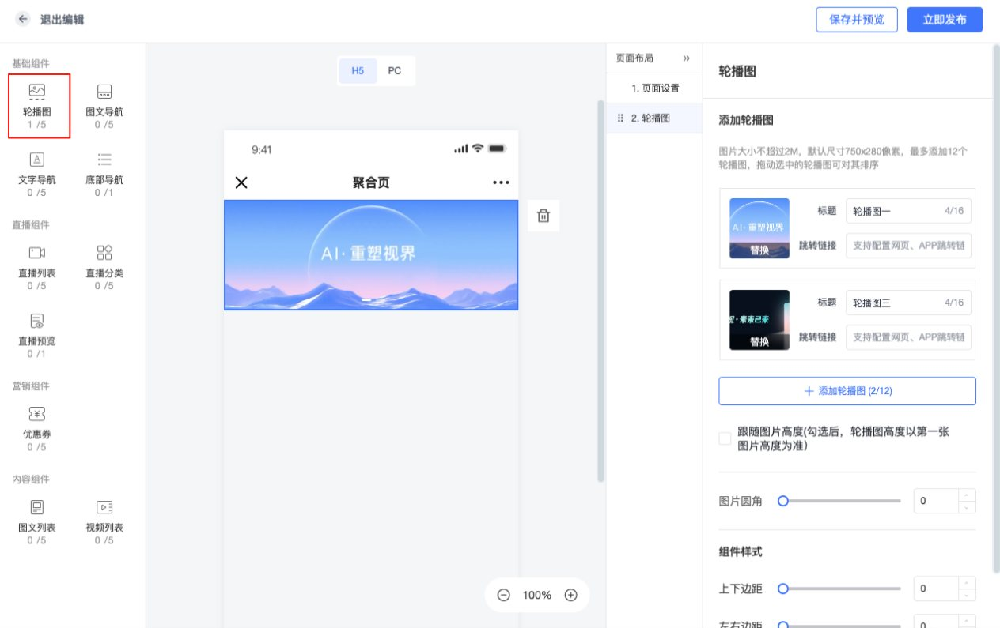 退出编辑
保存并预览
立即发布
基础组件
轮播图
1 /5
图文导航
0 /5
文字导航
0 /5
底部导航
0 /1
直播组件
直播列表
0 /5
直播分类
0 /5
直播预览
0 /1
营销组件
优惠券
0 /5
内容组件
图文列表
0 /5
视频列表
0 /5
H5
PC
9:41
聚合页
AI·重塑视界
100%
页面布局
1. 页面设置
2. 轮播图
轮播图
添加轮播图
图片大小不超过2M，默认尺寸750x280像素，最多添加12个
轮播图，拖动选中的轮播图可对其排序
AI·重塑视界
替换
标题
轮播图一
4/16
跳转链接
支持配置网页、APP跳转链
·未来已来
替换
标题
轮播图三
4/16
跳转链接
支持配置网页、APP跳转链
添加轮播图 (2/12)
跟随图片高度(勾选后，轮播图高度以第一张
图片高度为准)
图片圆角
0
组件样式
上下边距
0
左右边距
0